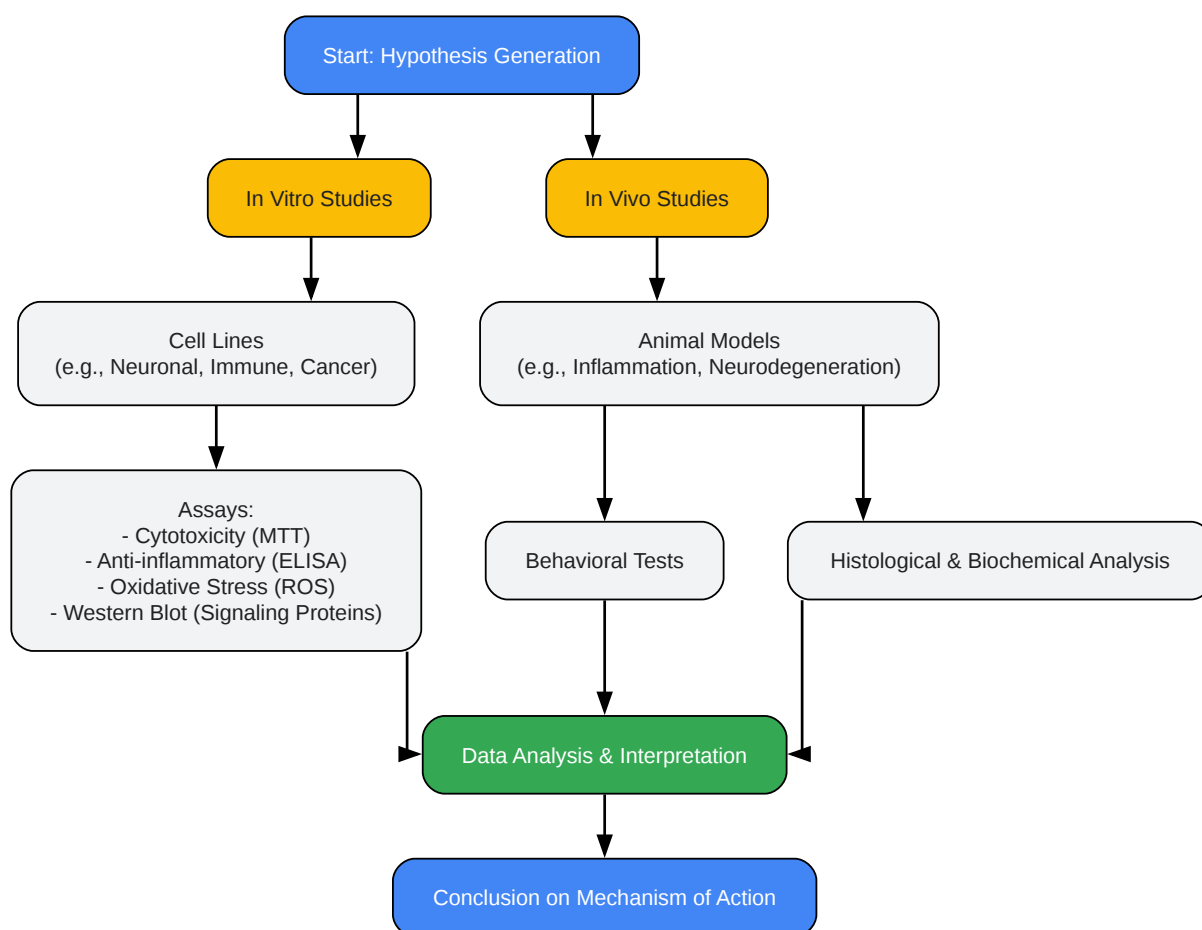 Start: Hypothesis Generation
In Vitro Studies
In Vivo Studies
Cell Lines
(e.g., Neuronal, Immune, Cancer)
Animal Models
(e.g., Inflammation, Neurodegeneration)
Assays:
- Cytotoxicity (MTT)
- Anti-inflammatory (ELISA)
- Oxidative Stress (ROS)
- Western Blot (Signaling Proteins)
Behavioral Tests
Histological & Biochemical Analysis
Data Analysis & Interpretation
Conclusion on Mechanism of Action